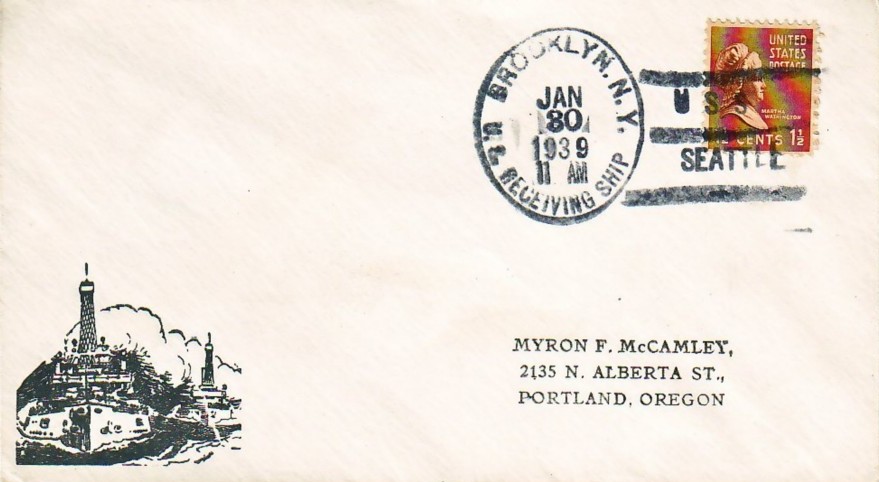 BROOKLYN, N.Y.
JAN
30
1939
11 AM
U.S. RECEIVING SHIP
U S S
SEATTLE
UNITED
STATES
POSTAGE
MARTHA
WASHINGTON
CENTS 1½
MYRON F. McCAMLEY,
2135 N. ALBERTA ST.,
PORTLAND, OREGON